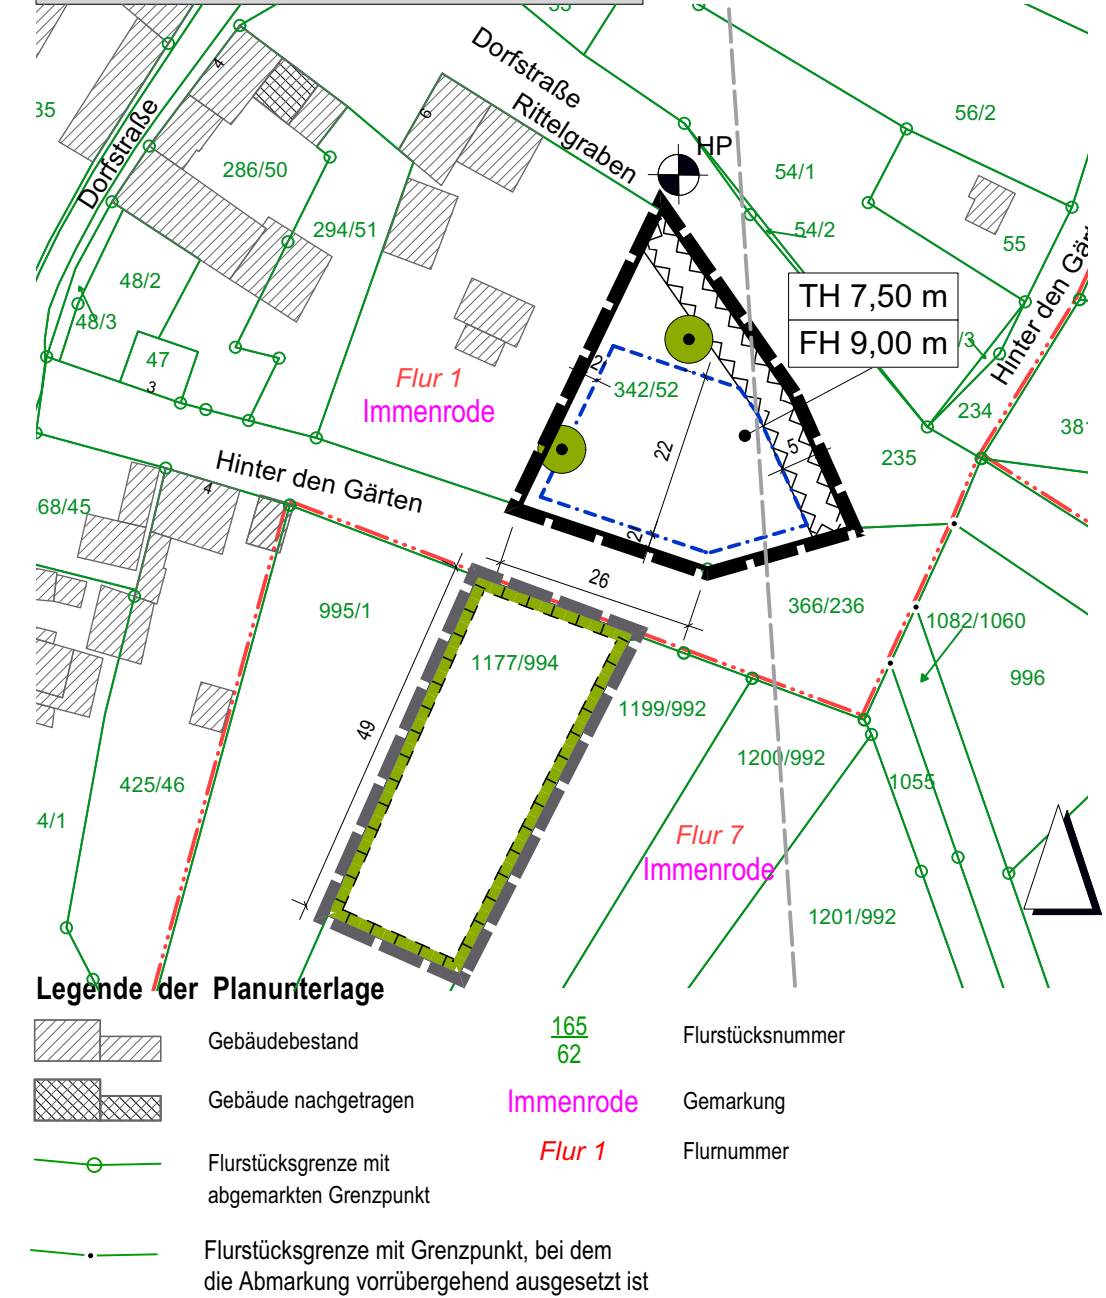 56/2
Dorfstraße
Rittelgraben
HP
54/1
54/2
55
4
6
Dorfstraße
286/50
294/51
48/2
48/3
47
3
TH 7,50 m
FH 9,00 m
Hinter den Gär
/3
234
235
Flur 1
Immenrode
2
342/52
22
5
2
Hinter den Gärten
4
68/45
26
995/1
1177/994
366/236
1082/1060
996
1199/992
49
1200/992
1055
425/46
4/1
Flur 7
Immenrode
1201/992
Legende der Planunterlage
Gebäudebestand
165
62
Flurstücksnummer
Gebäude nachgetragen
Immenrode
Gemarkung
Flur 1
Flurnummer
Flurstücksgrenze mit
abgemarkten Grenzpunkt
Flurstücksgrenze mit Grenzpunkt, bei dem
die Abmarkung vorrübergehend ausgesetzt ist